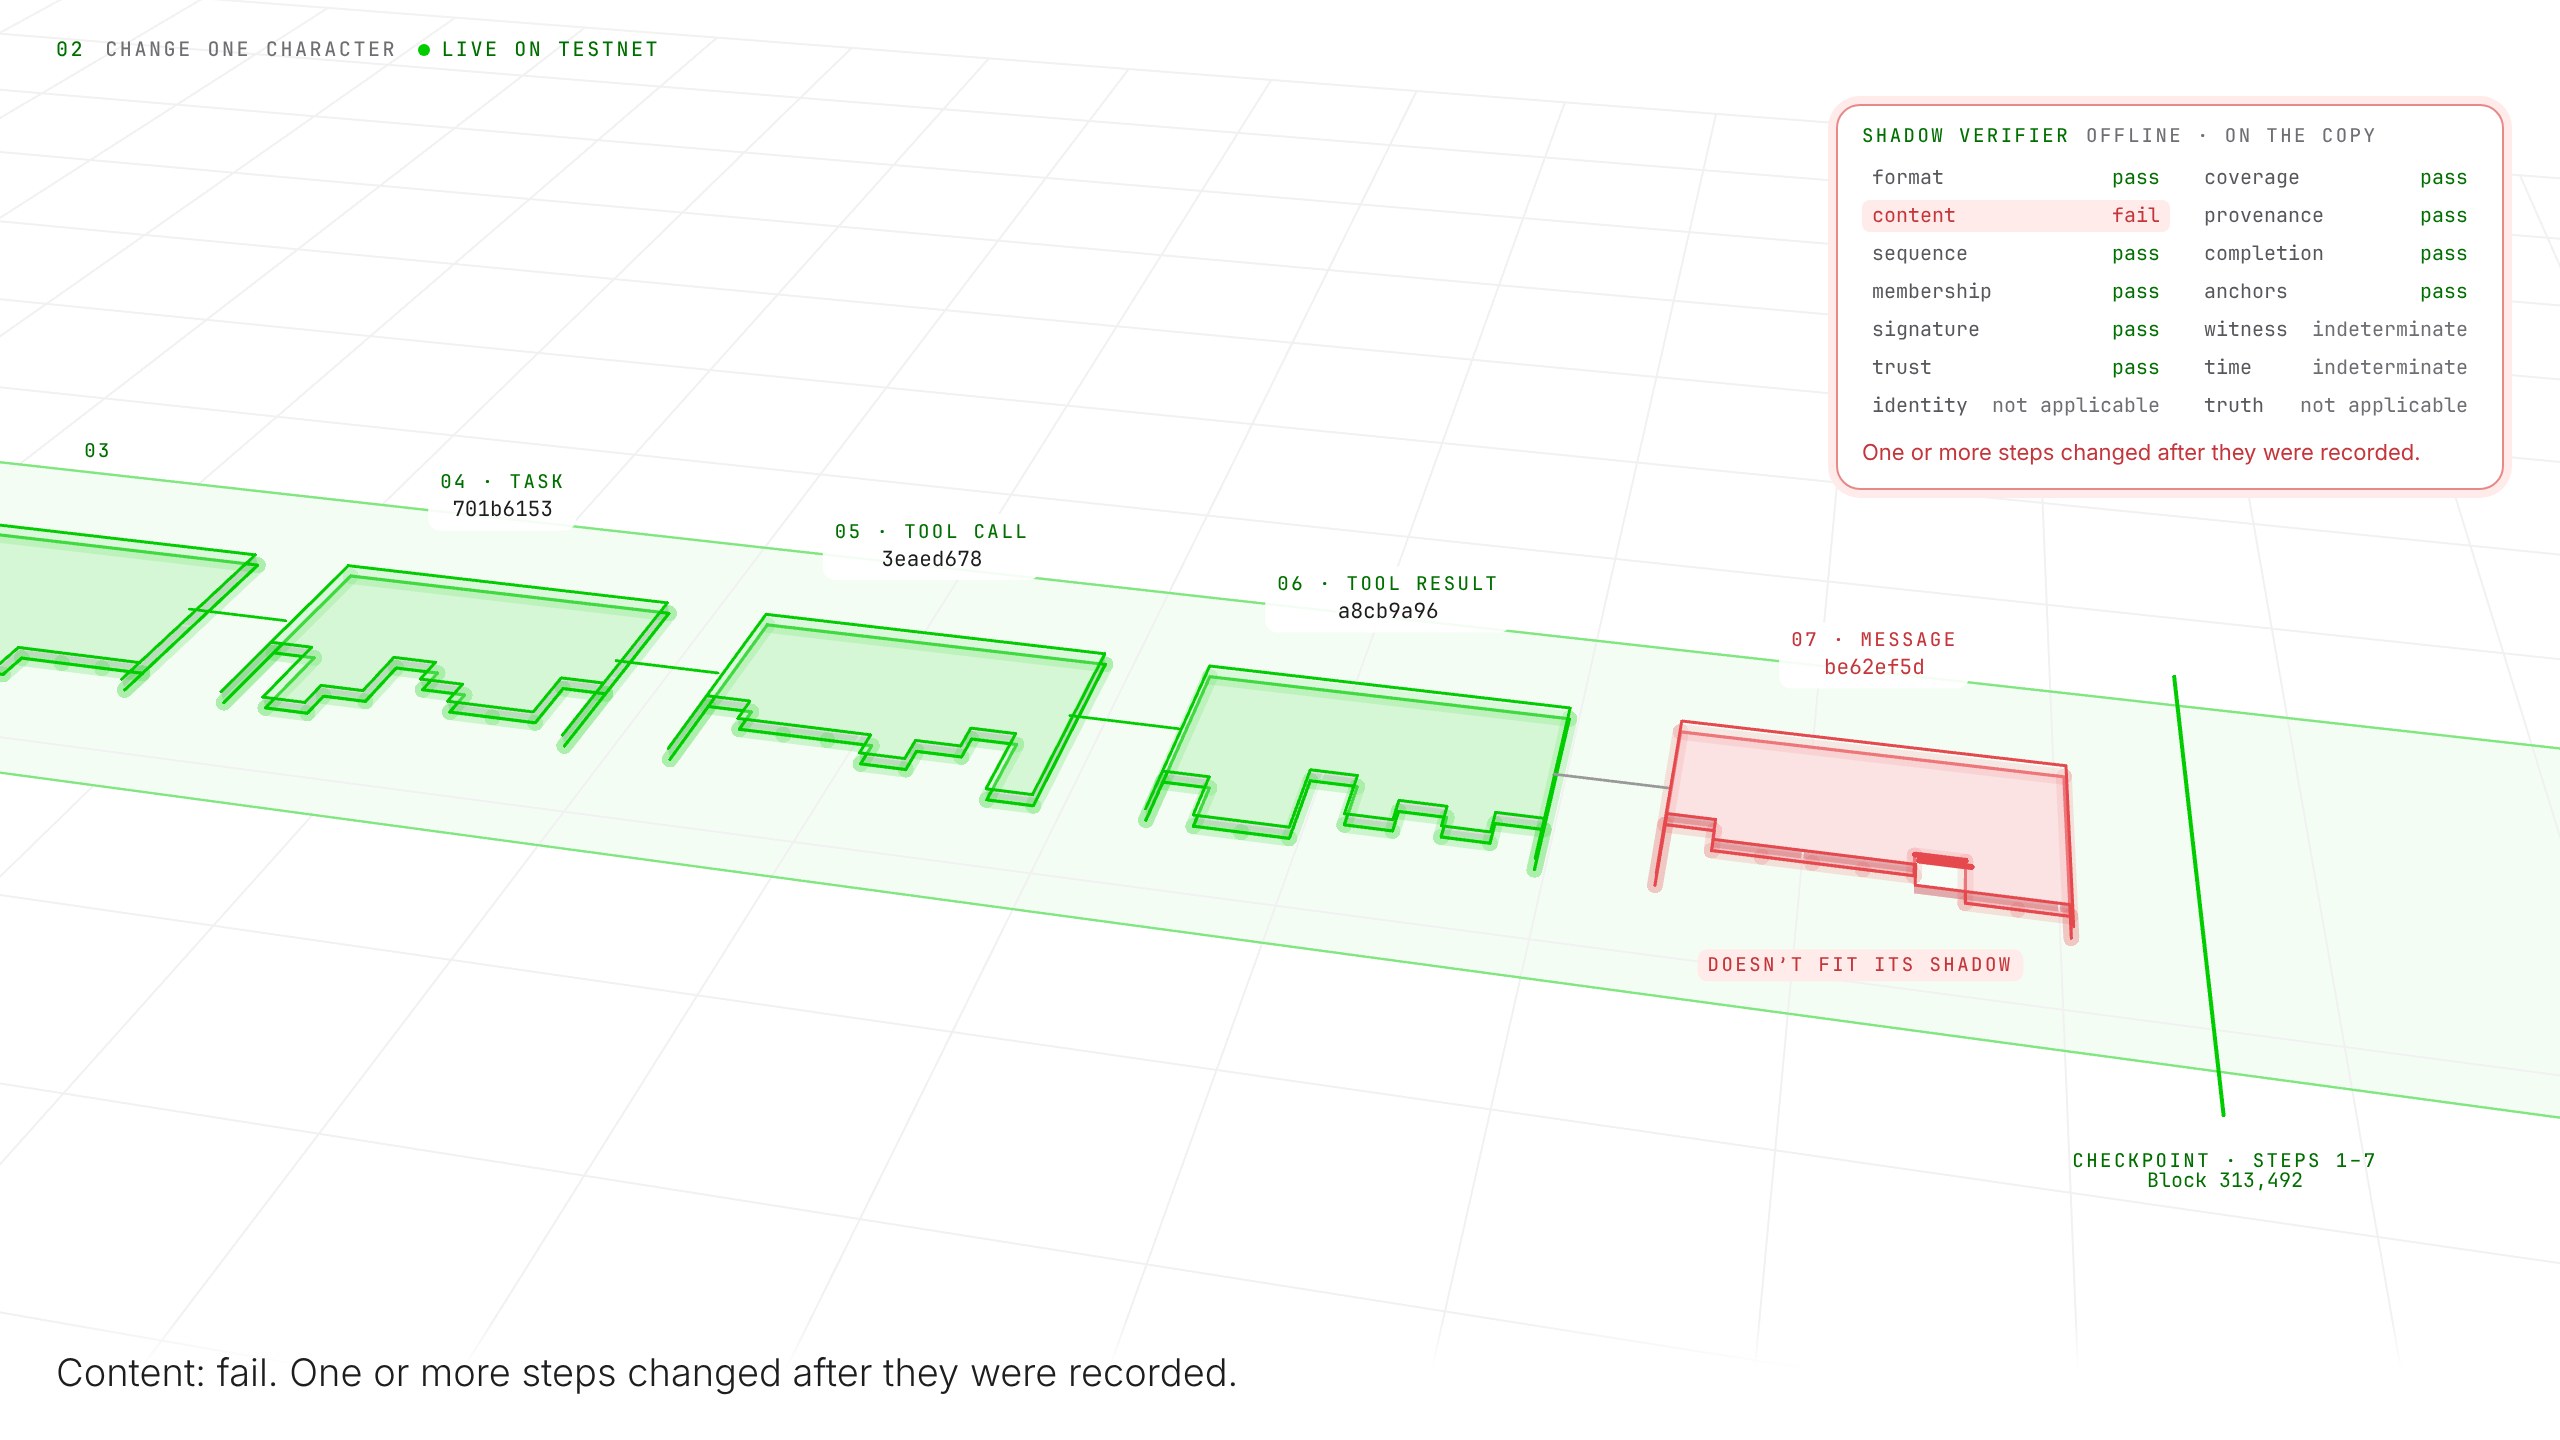 02 CHANGE ONE CHARACTER LIVE ON TESTNET
SHADOW VERIFIER OFFLINE · ON THE COPY
format pass coverage pass
content fail provenance pass
sequence pass completion pass
membership pass anchors pass
signature pass witness indeterminate
trust pass time indeterminate
identity not applicable truth not applicable
One or more steps changed after they were recorded.
03
04 · TASK
701b6153
05 · TOOL CALL
3eaed678
06 · TOOL RESULT
a8cb9a96
07 · MESSAGE
be62ef5d
DOESN’T FIT ITS SHADOW
CHECKPOINT · STEPS 1–7
Block 313,492
Content: fail. One or more steps changed after they were recorded.